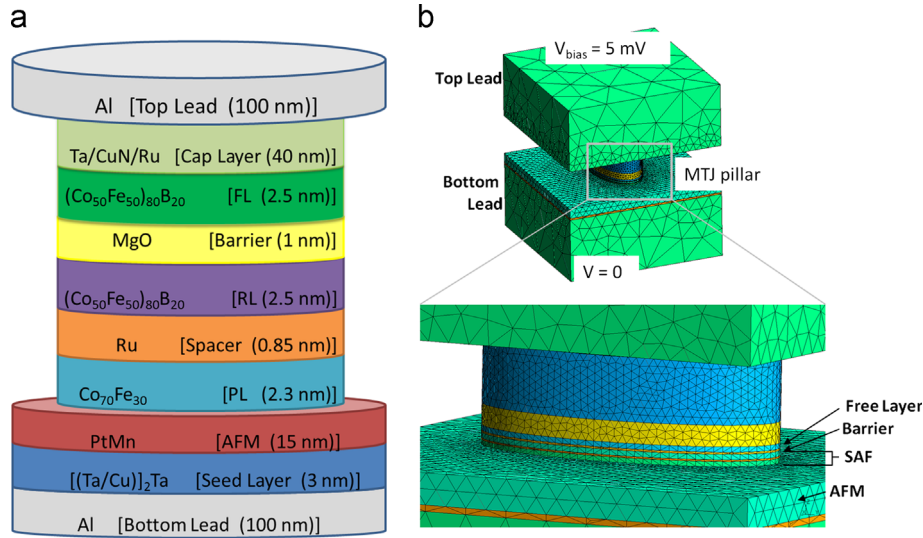 a
Al [Top Lead (100 nm)]
Ta/CuN/Ru [Cap Layer (40 nm)]
(Co₅₀Fe₅₀)₈₀B₂₀ [FL (2.5 nm)]
MgO [Barrier (1 nm)]
(Co₅₀Fe₅₀)₈₀B₂₀ [RL (2.5 nm)]
Ru [Spacer (0.85 nm)]
Co₇₀Fe₃₀ [PL (2.3 nm)]
PtMn [AFM (15 nm)]
[(Ta/Cu)]₂Ta [Seed Layer (3 nm)]
Al [Bottom Lead (100 nm)]
b
V_bias = 5 mV
Top Lead
MTJ pillar
Bottom
Lead
V = 0
Free Layer
Barrier
SAF
AFM